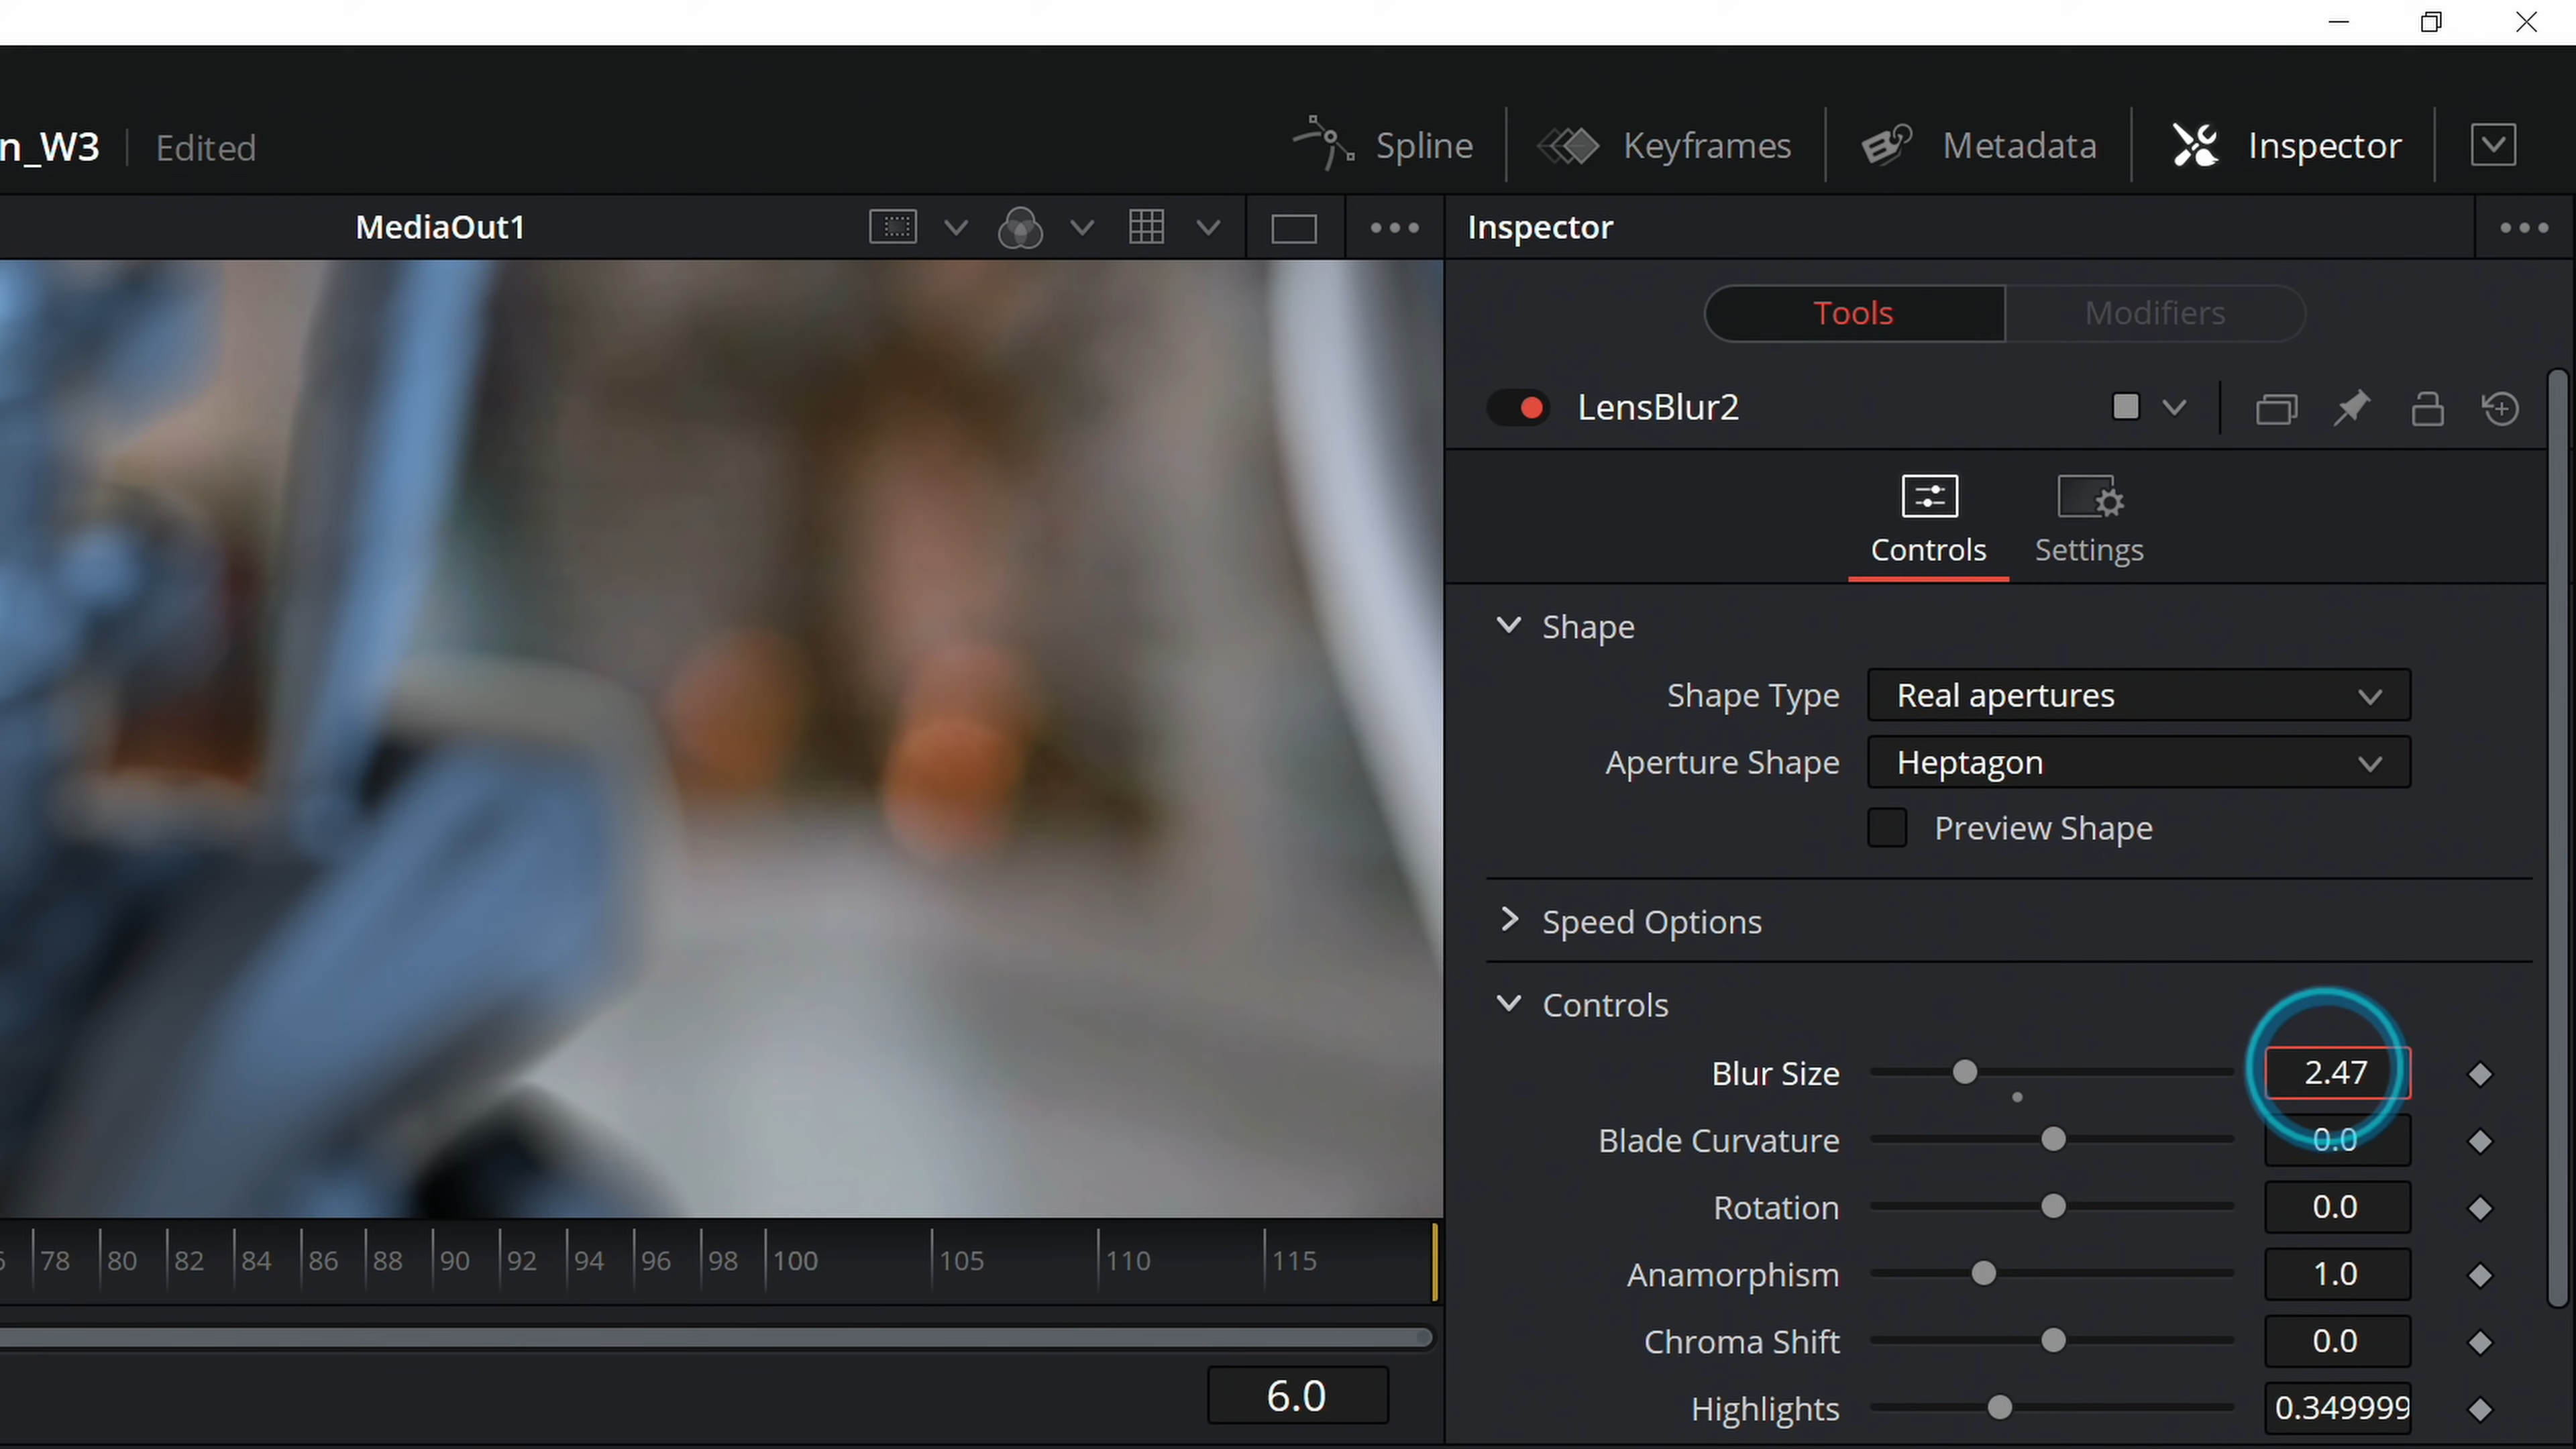 n_W3 Edited Spline Keyframes Metadata Inspector
MediaOut1 Inspector
Tools Modifiers
LensBlur2
Controls Settings
Shape
Shape Type Real apertures
Aperture Shape Heptagon
Preview Shape
Speed Options
Controls
Blur Size 2.47
Blade Curvature 0.0
Rotation 0.0
Anamorphism 1.0
Chroma Shift 0.0
Highlights 0.349999
78 80 82 84 86 88 90 92 94 96 98 100 105 110 115
6.0